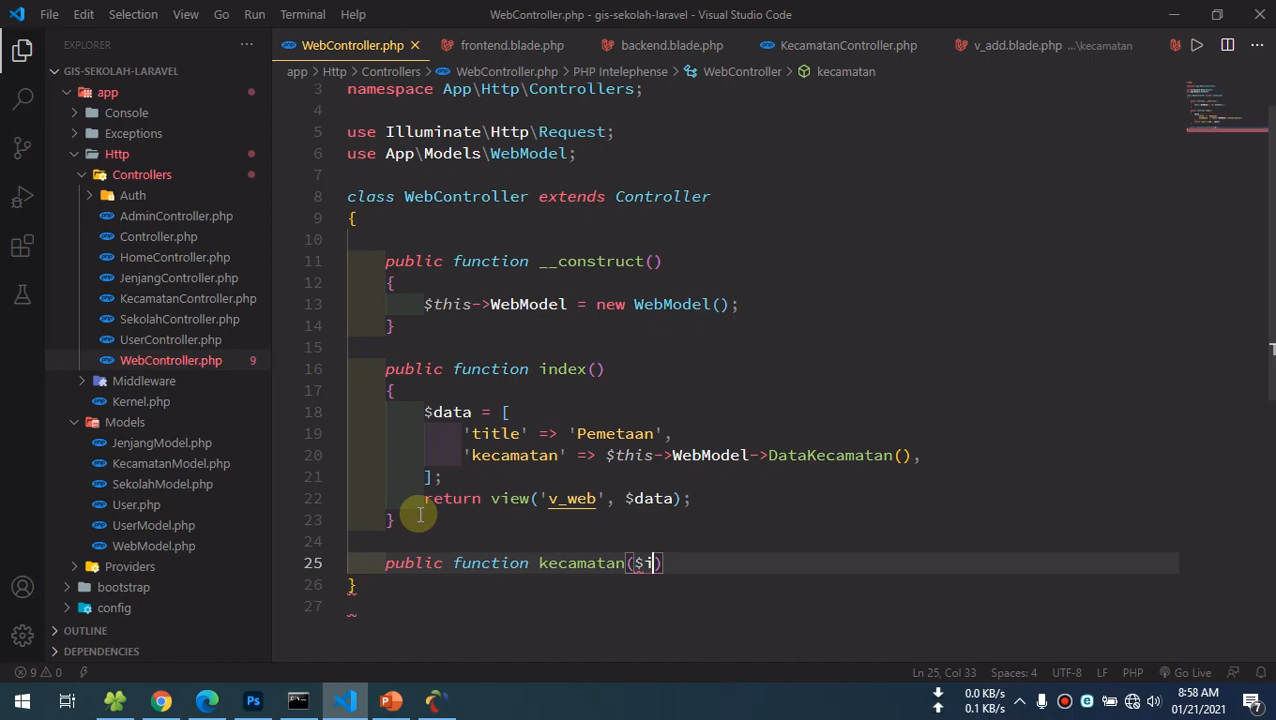 File Edit Selection View Go Run Terminal Help
WebController.php - gis-sekolah-laravel - Visual Studio Code
EXPLORER
GIS-SEKOLAH-LARAVEL
app
Console
Exceptions
Http
Controllers
Auth
AdminController.php
Controller.php
HomeController.php
JenjangController.php
KecamatanController.php
SekolahController.php
UserController.php
WebController.php 9
Middleware
Kernel.php
Models
JenjangModel.php
KecamatanModel.php
SekolahModel.php
User.php
UserModel.php
WebModel.php
Providers
bootstrap
config
OUTLINE
DEPENDENCIES
WebController.php frontend.blade.php backend.blade.php KecamatanController.php v_add.blade.php ...\kecamatan
app > Http > Controllers > WebController.php > PHP Intelephense > WebController > kecamatan
3 namespace App\Http\Controllers;
4
5 use Illuminate\Http\Request;
6 use App\Models\WebModel;
7
8 class WebController extends Controller
9 {
10
11 public function __construct()
12 {
13 $this->WebModel = new WebModel();
14 }
15
16 public function index()
17 {
18 $data = [
19 'title' => 'Pemetaan',
20 'kecamatan' => $this->WebModel->DataKecamatan(),
21 ];
22 return view('v_web', $data);
23 }
24
25 public function kecamatan($i)
26 }
27
9 0
Ln 25, Col 33 Spaces: 4 UTF-8 LF PHP Go Live
0.0 KB/s
0.1 KB/s
8:58 AM
01/21/2021
7